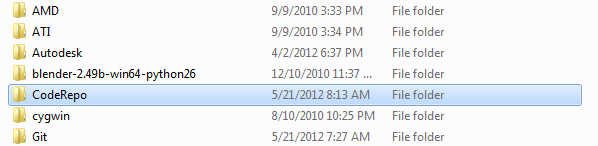 AMD 9/9/2010 3:33 PM File folder
ATI 9/9/2010 3:34 PM File folder
Autodesk 4/2/2012 6:37 PM File folder
blender-2.49b-win64-python26 12/10/2010 11:37 ... File folder
CodeRepo 5/21/2012 8:13 AM File folder
cygwin 8/10/2010 10:25 PM File folder
Git 5/21/2012 7:27 AM File folder